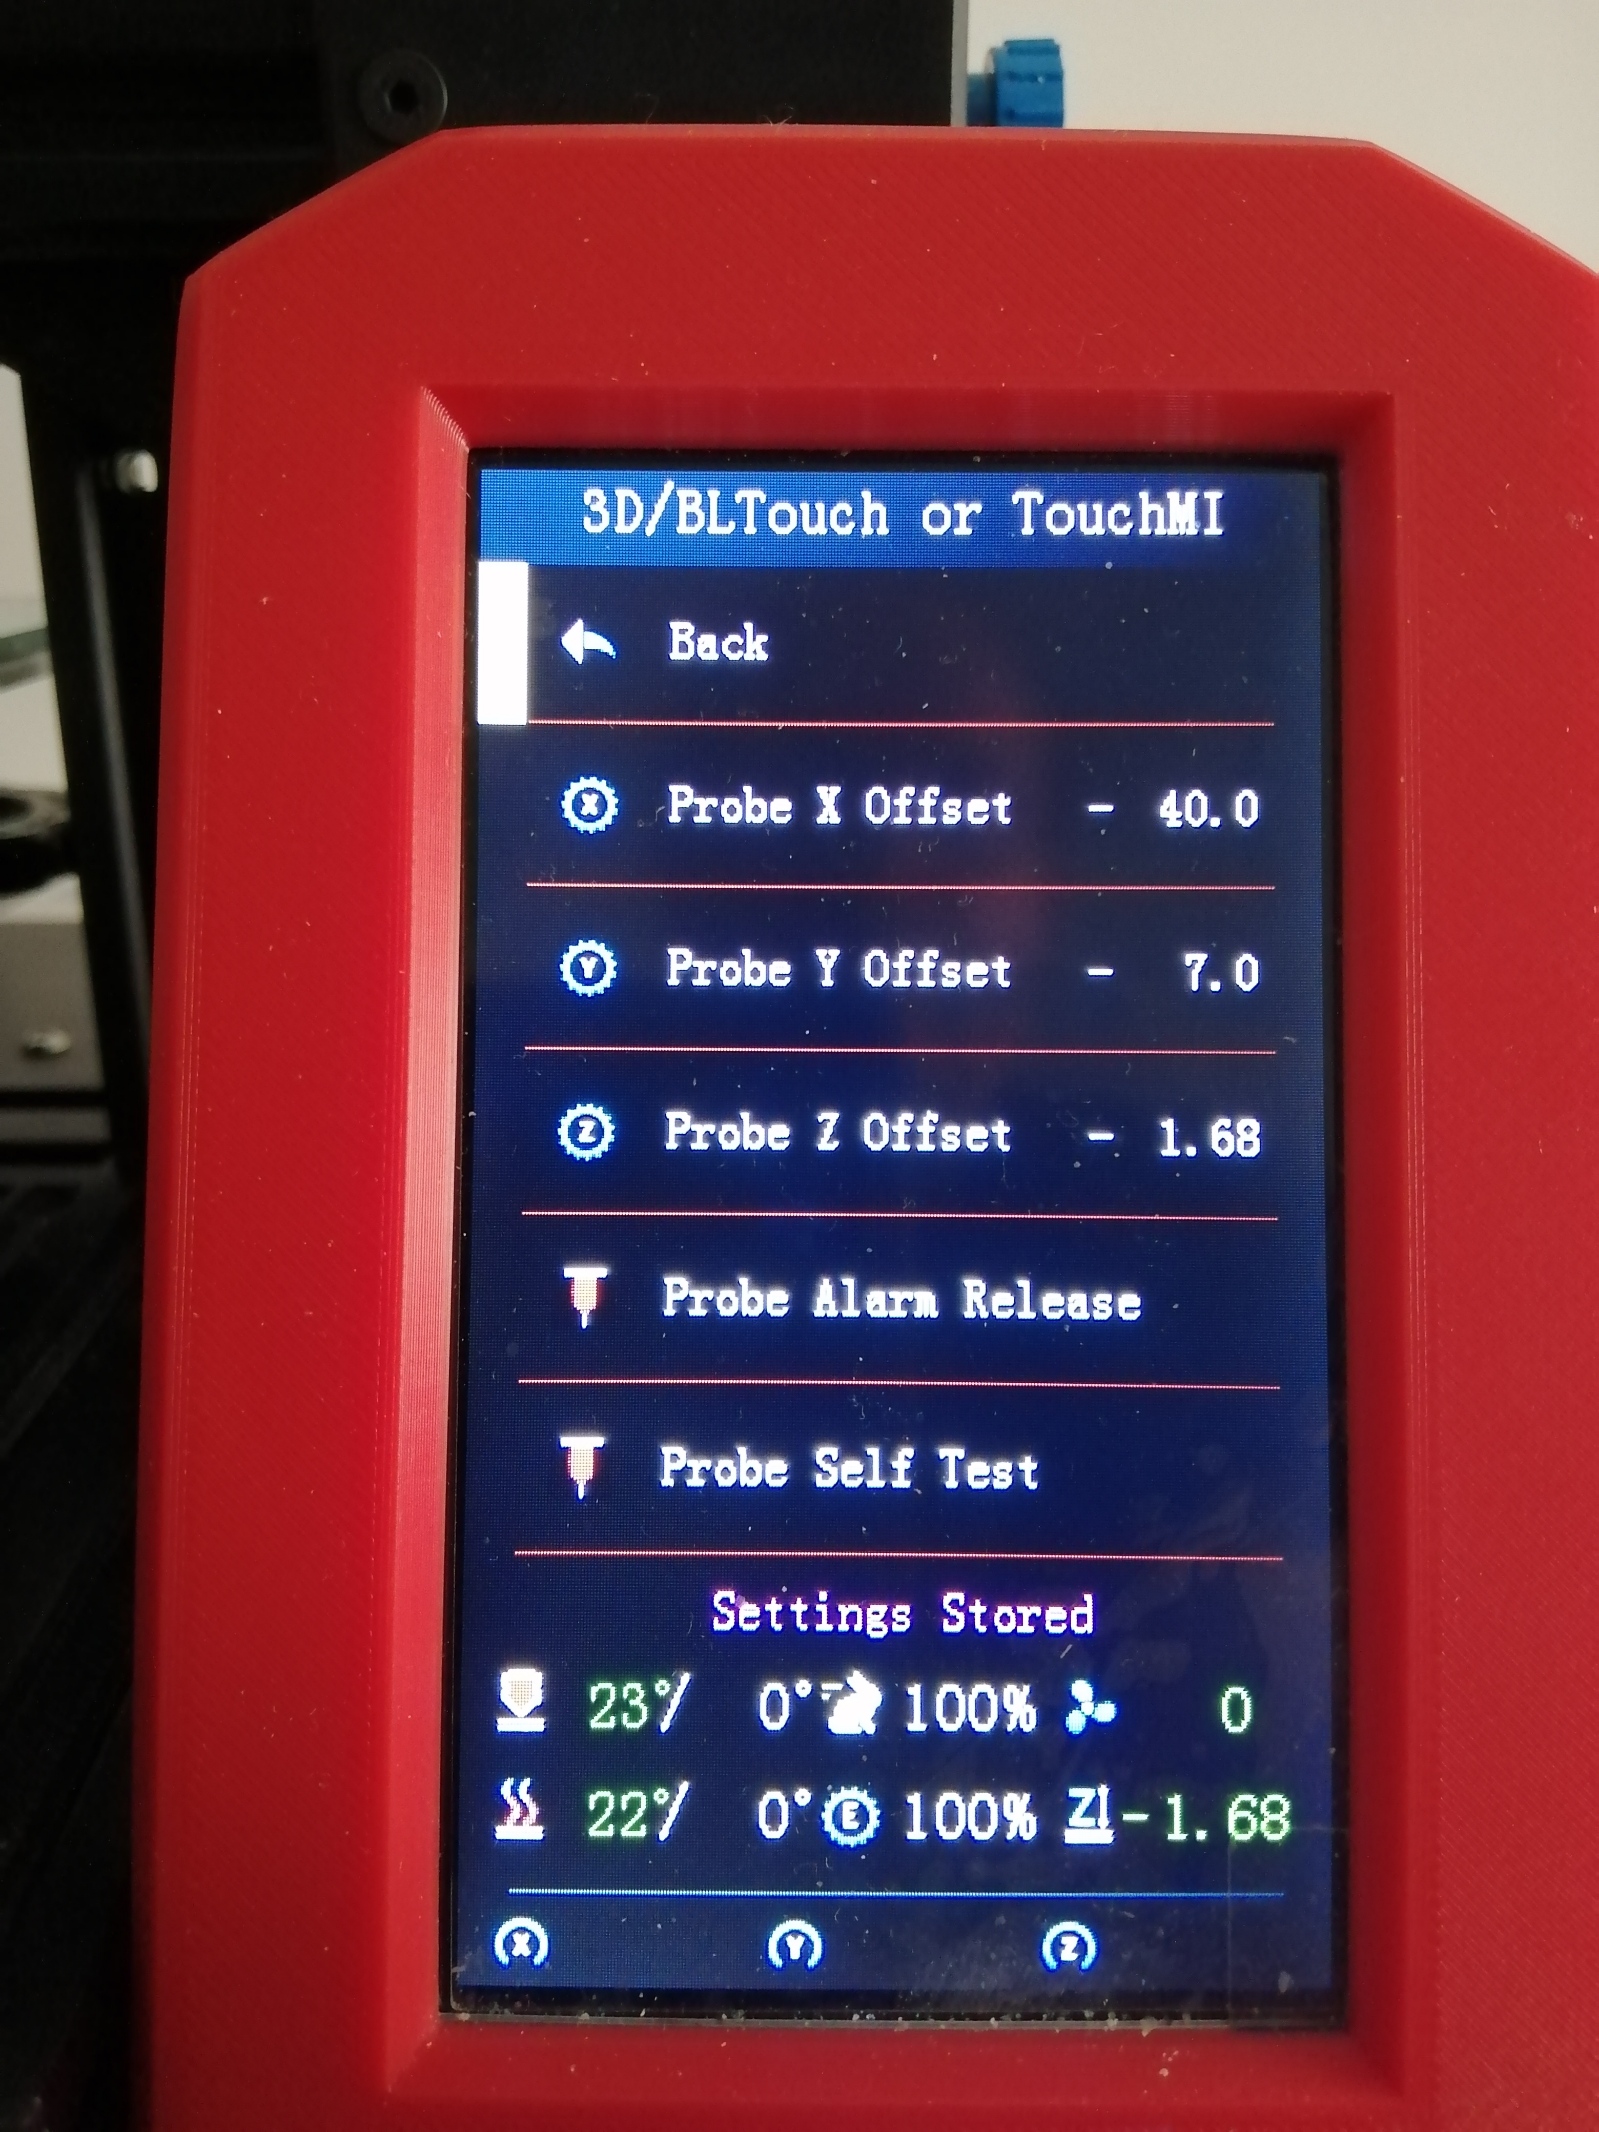 3D/BLTouch or TouchMI
Back
X Probe X Offset - 40.0
Y Probe Y Offset - 7.0
Z Probe Z Offset - 1.68
Probe Alarm Release
Probe Self Test
Settings Stored
23°/ 0° 100% 0
22°/ 0° E 100% Z -1.68
X Y Z